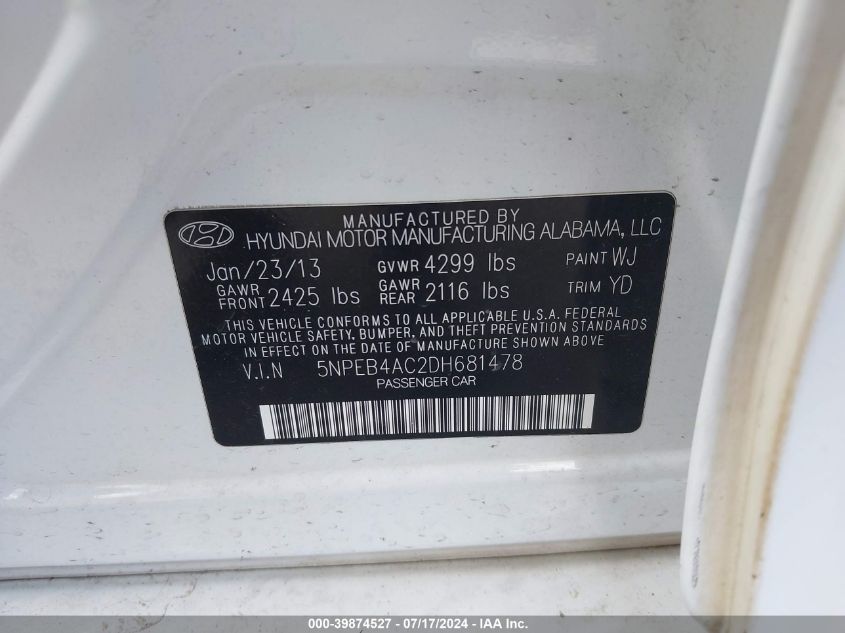 MANUFACTURED BY
HYUNDAI MOTOR MANUFACTURING ALABAMA, LLC
Jan/23/13 GVWR 4299 lbs PAINT WJ
GAWR FRONT 2425 lbs GAWR REAR 2116 lbs TRIM YD
THIS VEHICLE CONFORMS TO ALL APPLICABLE U.S.A. FEDERAL
MOTOR VEHICLE SAFETY, BUMPER, AND THEFT PREVENTION STANDARDS
IN EFFECT ON THE DATE OF MANUFACTURE SHOWN ABOVE.
V.I.N 5NPEB4AC2DH681478
PASSENGER CAR
000-39874527 - 07/17/2024 - IAA Inc.